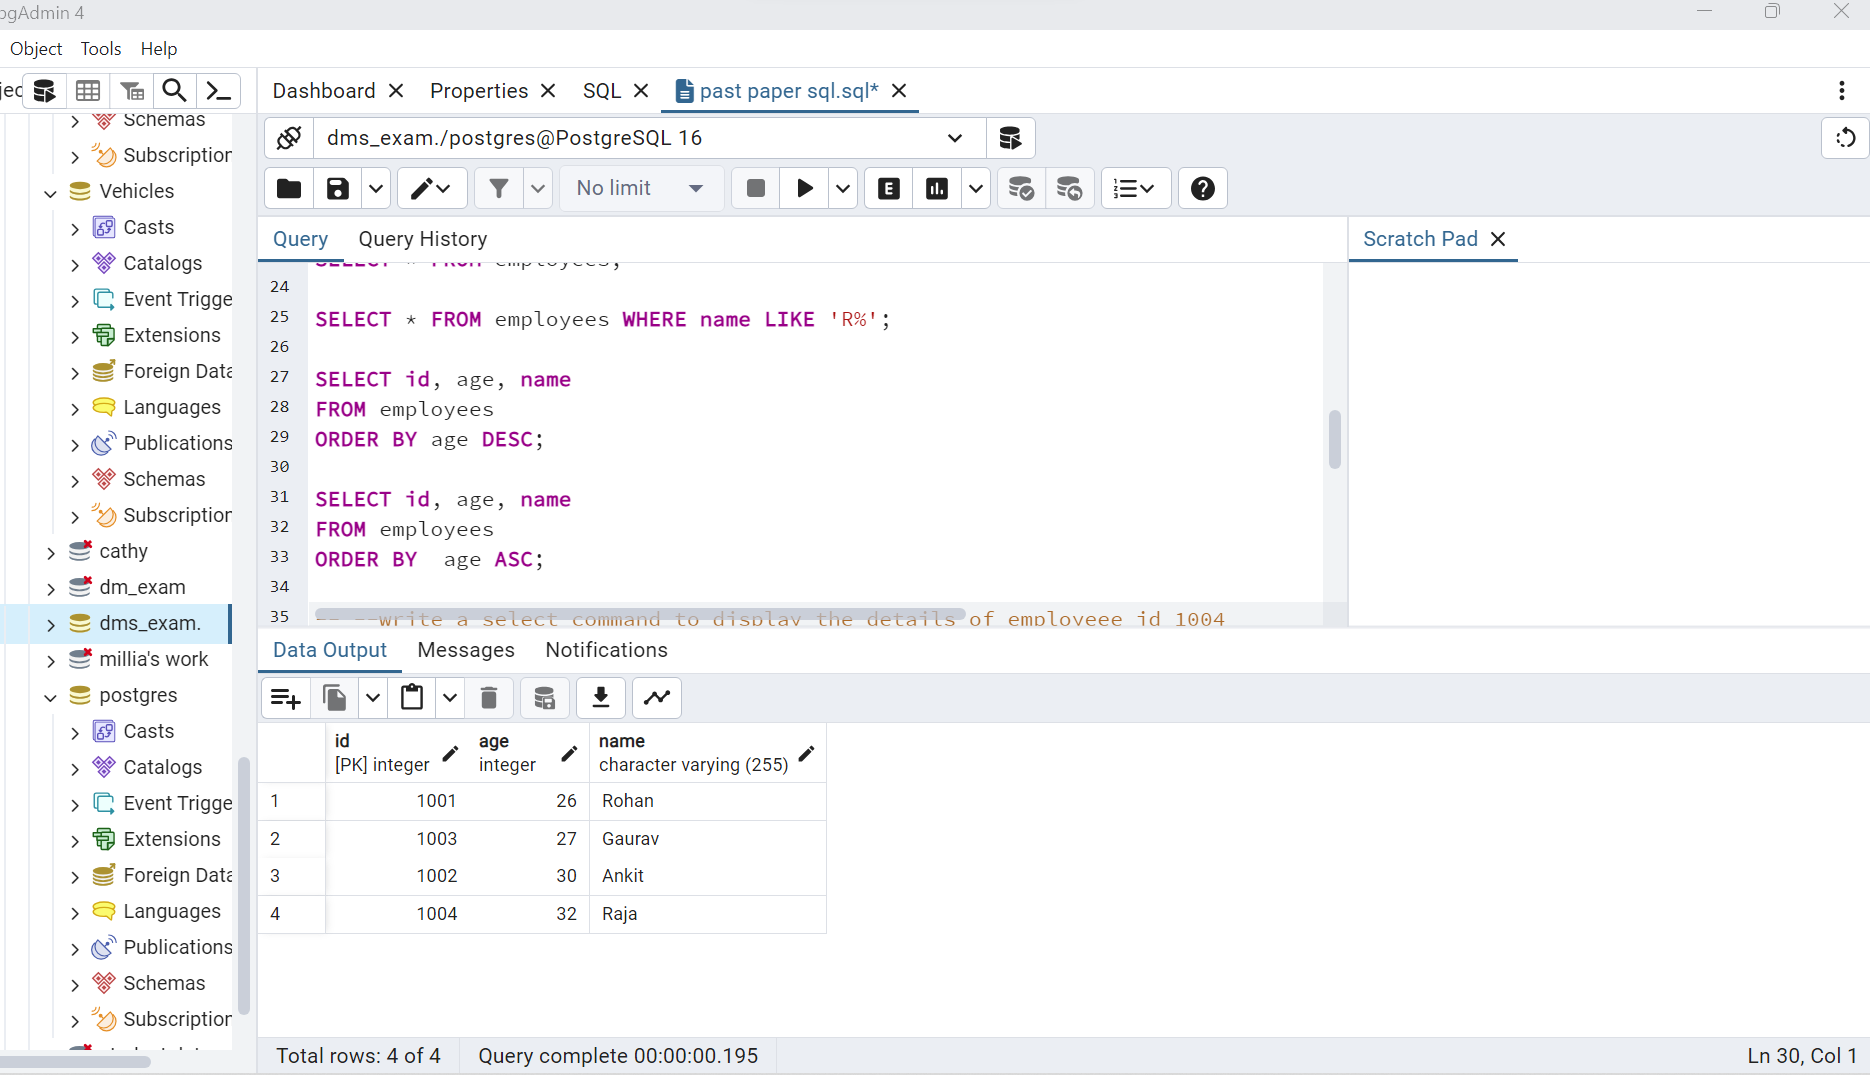 pgAdmin 4
Object Tools Help
Dashboard Properties SQL past paper sql.sql*
dms_exam./postgres@PostgreSQL 16
No limit
E
Query Query History
Scratch Pad
Schemas
Subscription
Vehicles
Casts
Catalogs
Event Trigge
Extensions
Foreign Data
Languages
Publications
Schemas
Subscription
cathy
dm_exam
dms_exam.
millia's work
postgres
Casts
Catalogs
Event Trigge
Extensions
Foreign Data
Languages
Publications
Schemas
Subscription
SELECT * FROM employees;
24
25 SELECT * FROM employees WHERE name LIKE 'R%';
26
27 SELECT id, age, name
28 FROM employees
29 ORDER BY age DESC;
30
31 SELECT id, age, name
32 FROM employees
33 ORDER BY  age ASC;
34
35 -- --write a select command to display the details of employeee id 1004
Data Output Messages Notifications
id age name
[PK] integer integer character varying (255)
1 1001 26 Rohan
2 1003 27 Gaurav
3 1002 30 Ankit
4 1004 32 Raja
Total rows: 4 of 4 Query complete 00:00:00.195 Ln 30, Col 1